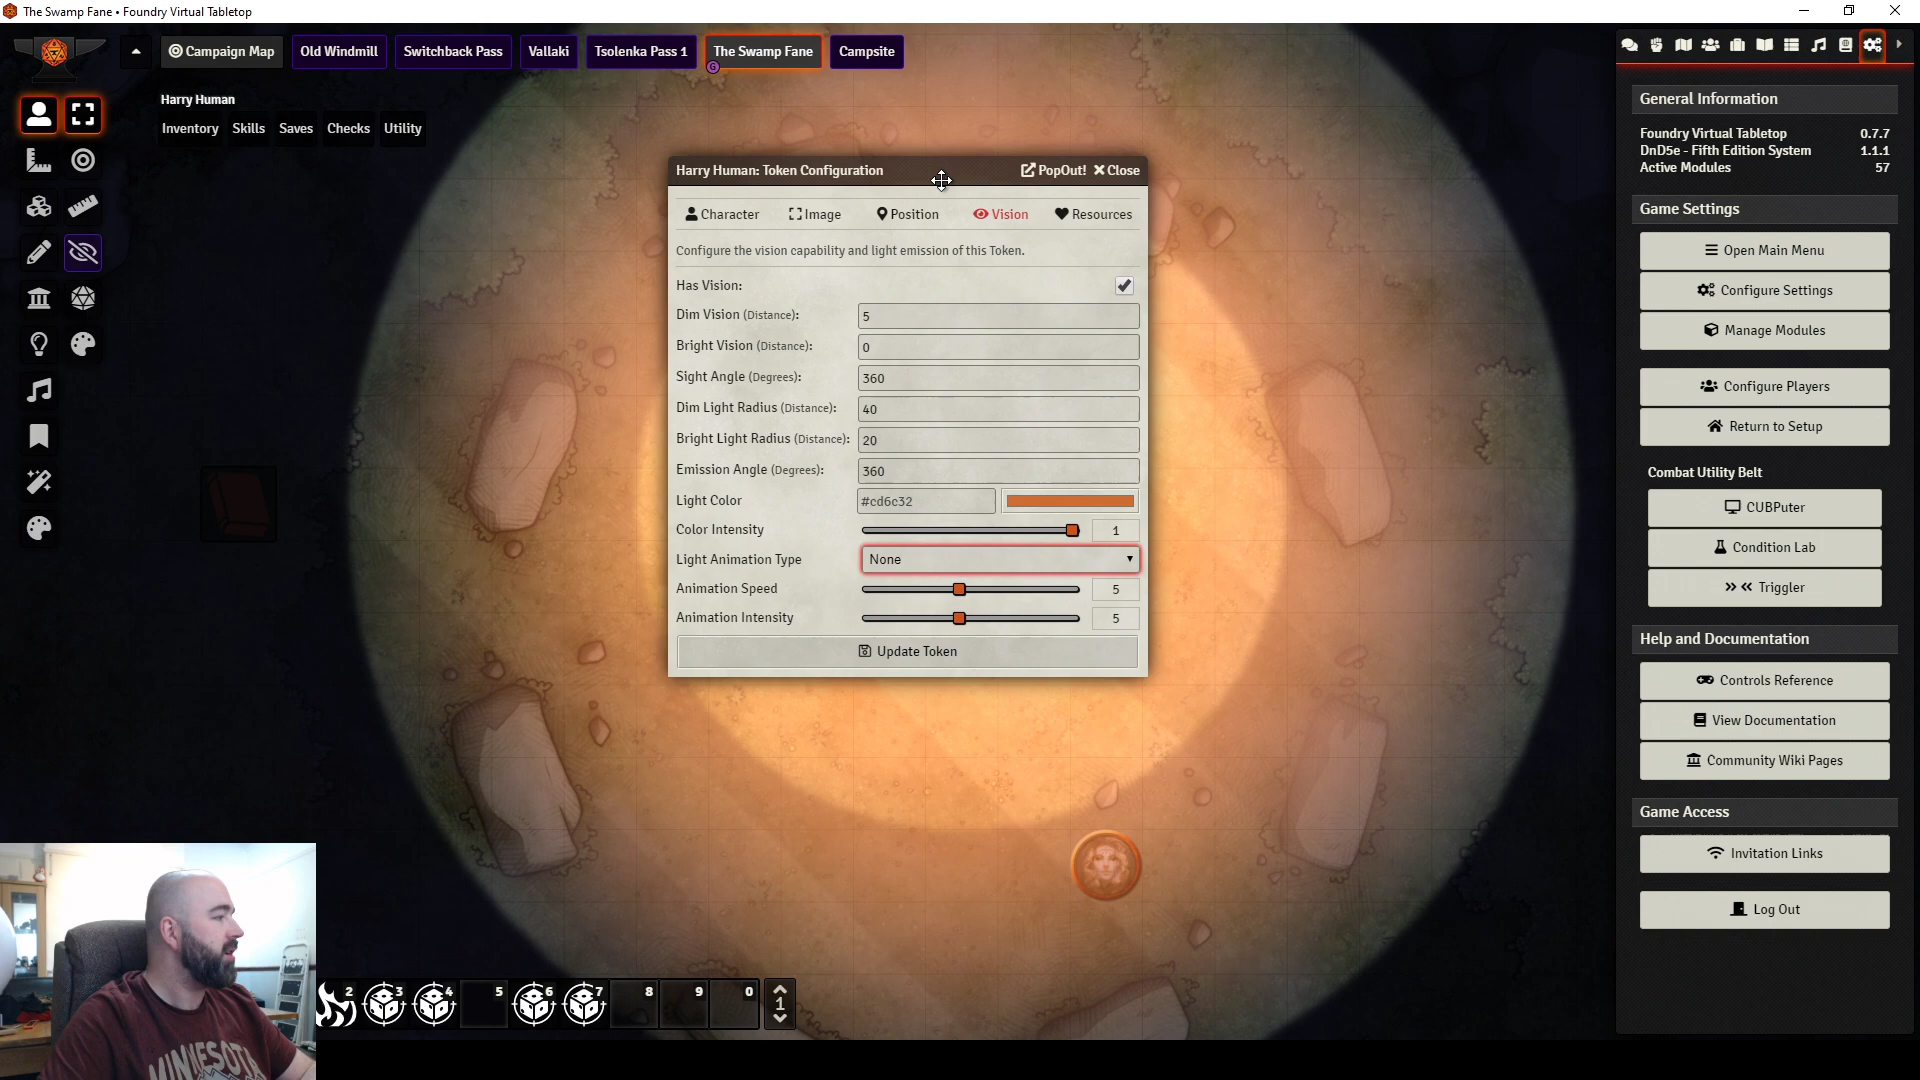 The Swamp Fane • Foundry Virtual Tabletop
Campaign Map
Old Windmill
Switchback Pass
Vallaki
Tsolenka Pass 1
The Swamp Fane
Campsite
G
Harry Human
Inventory Skills Saves Checks Utility
Harry Human: Token Configuration
PopOut! Close
Character Image Position Vision Resources
Configure the vision capability and light emission of this Token.
Has Vision:
Dim Vision (Distance): 5
Bright Vision (Distance): 0
Sight Angle (Degrees): 360
Dim Light Radius (Distance): 40
Bright Light Radius (Distance): 20
Emission Angle (Degrees): 360
Light Color #cd6c32
Color Intensity 1
Light Animation Type None
Animation Speed 5
Animation Intensity 5
Update Token
General Information
Foundry Virtual Tabletop 0.7.7
DnD5e - Fifth Edition System 1.1.1
Active Modules 57
Game Settings
Open Main Menu
Configure Settings
Manage Modules
Configure Players
Return to Setup
Combat Utility Belt
CUBPuter
Condition Lab
Triggler
Help and Documentation
Controls Reference
View Documentation
Community Wiki Pages
Game Access
Invitation Links
Log Out
2 3 4 5 6 7 8 9 0
1
MINNESOTA